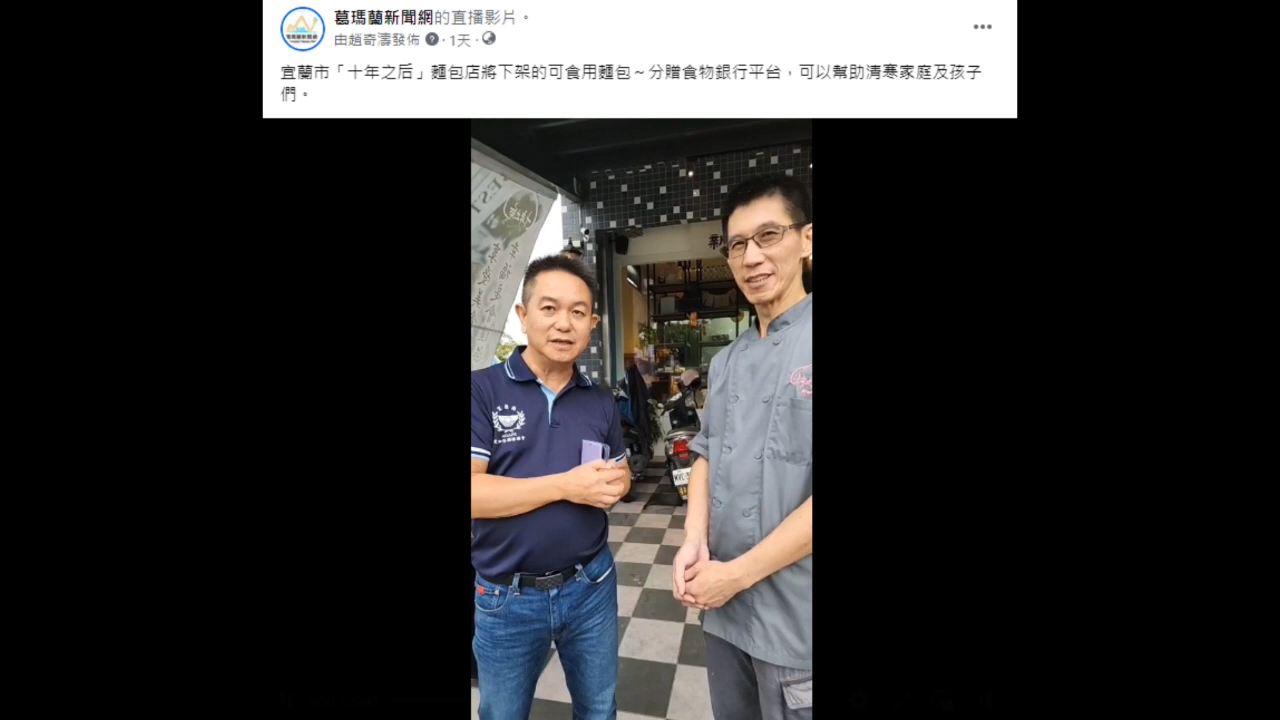 葛瑪蘭新聞網的直播影片。
由趙奇濤發佈 · 1天 ·
宜蘭市「十年之后」麵包店將下架的可食用麵包～分贈食物銀行平台，可以幫助清寒家庭及孩子
們。